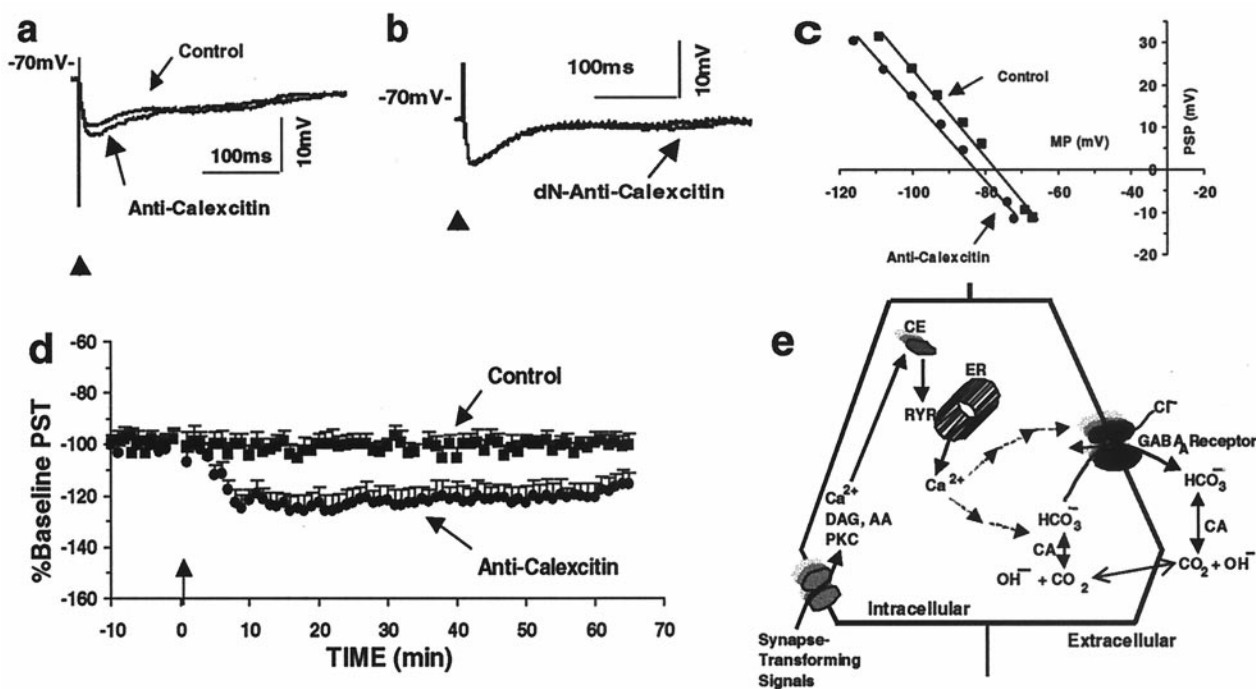 a
-70mV-
Control
100ms
10mV
Anti-Calexcitin
b
100ms
10mV
-70mV-
dN-Anti-Calexcitin
c
30
20
10
0
-10
-20
PSP (mV)
MP (mV)
-120 -100 -80 -60 -40 -20
Control
Anti-Calexcitin
d
%Baseline PST
-60
-80
-100
-120
-140
-160
Control
Anti-Calexcitin
-10 0 10 20 30 40 50 60 70
TIME (min)
e
CE
ER
RYR
Cl⁻
GABA_A Receptor
Ca²⁺
HCO₃⁻
Ca²⁺
DAG, AA
PKC
HCO₃⁻
CA
CA
OH⁻ + CO₂
CO₂ + OH⁻
Intracellular
Extracellular
Synapse-
Transforming
Signals